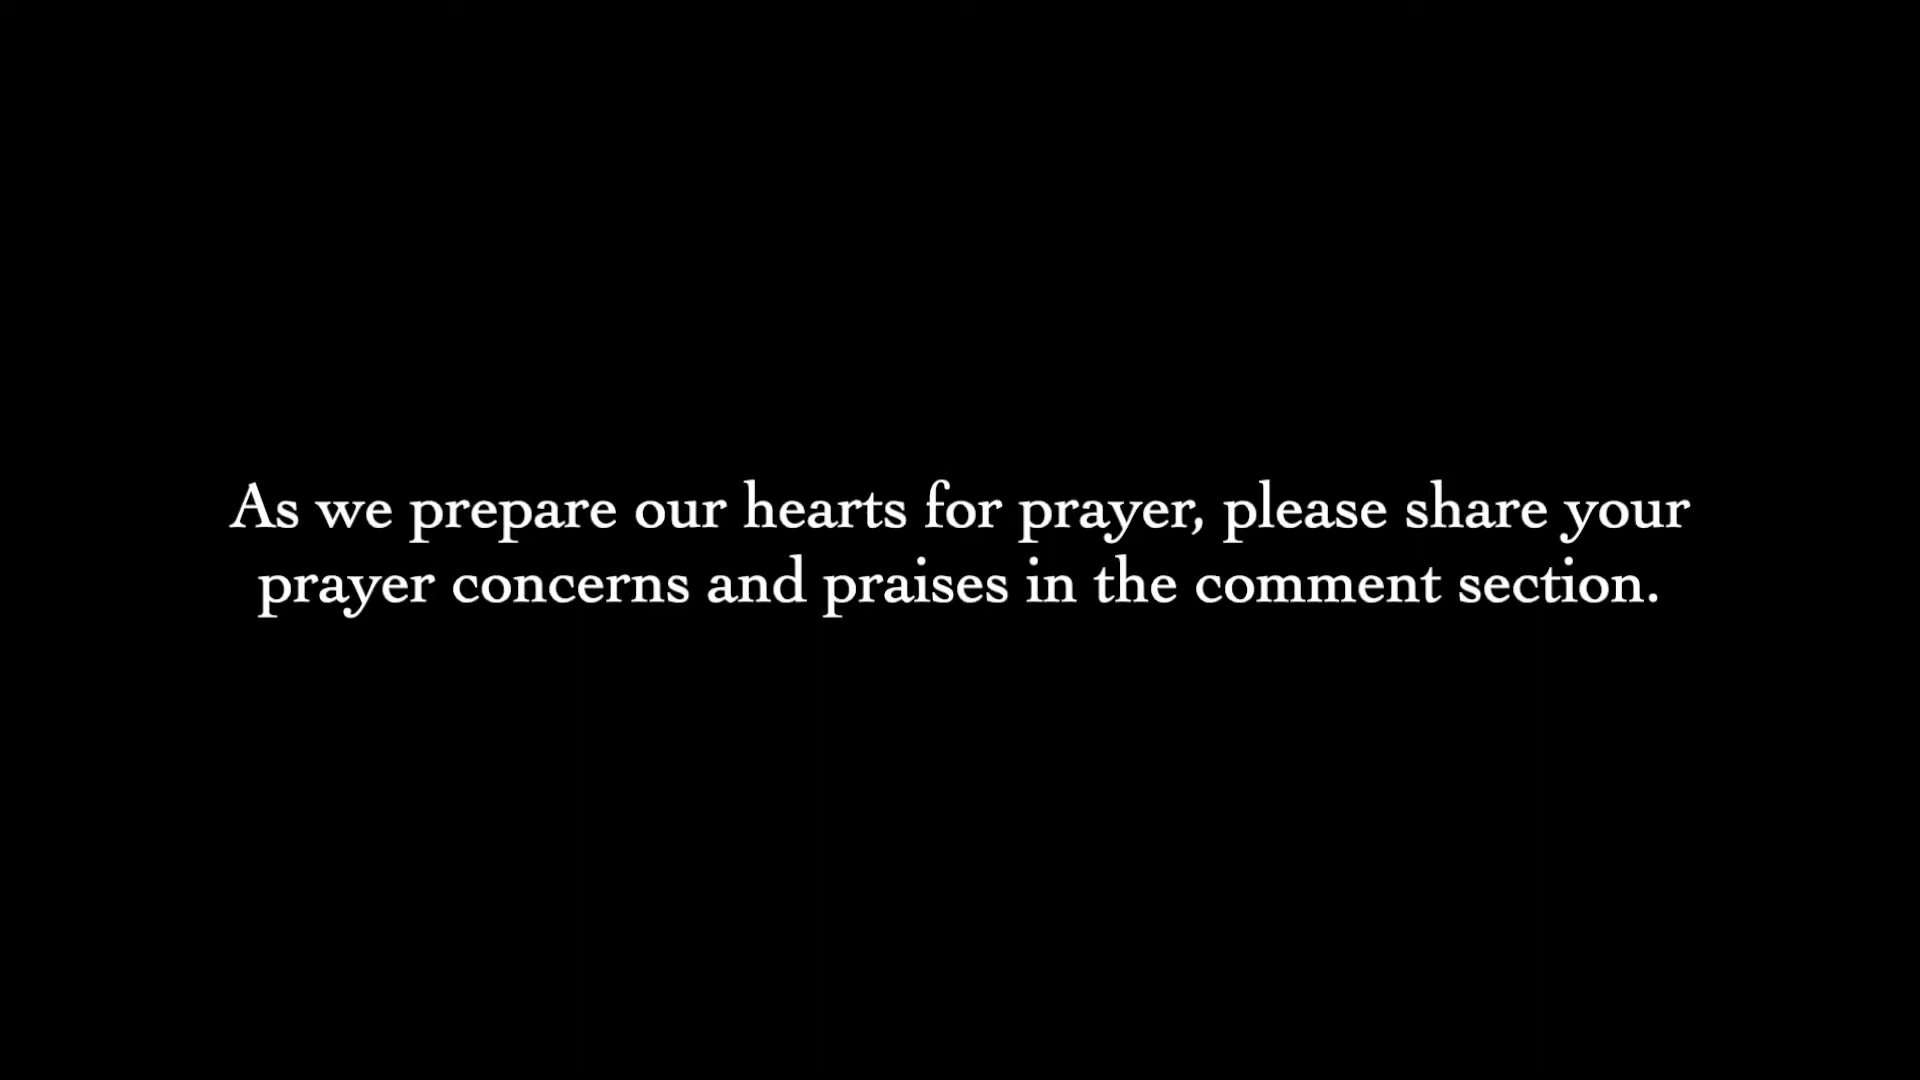 As we prepare our hearts for prayer, please share your
prayer concerns and praises in the comment section.